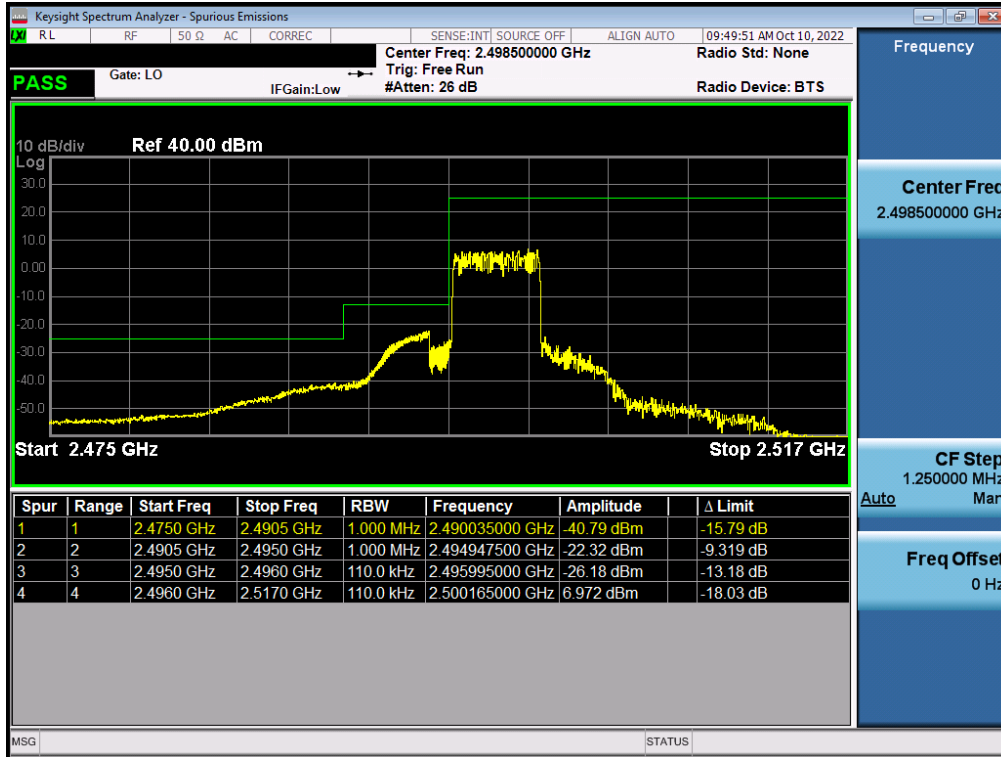 Keysight Spectrum Analyzer - Spurious Emissions
LXI RL RF 50 Ω AC CORREC SENSE:INT SOURCE OFF ALIGN AUTO 09:49:51 AM Oct 10, 2022
Center Freq: 2.498500000 GHz Radio Std: None
Gate: LO Trig: Free Run
PASS IFGain:Low #Atten: 26 dB Radio Device: BTS
10 dB/div Ref 40.00 dBm
Log
30.0
20.0
10.0
0.00
-10.0
-20.0
-30.0
-40.0
-50.0
Start 2.475 GHz Stop 2.517 GHz
Spur Range Start Freq Stop Freq RBW Frequency Amplitude Δ Limit
1 1 2.4750 GHz 2.4905 GHz 1.000 MHz 2.490035000 GHz -40.79 dBm -15.79 dB
2 2 2.4905 GHz 2.4950 GHz 1.000 MHz 2.494947500 GHz -22.32 dBm -9.319 dB
3 3 2.4950 GHz 2.4960 GHz 110.0 kHz 2.495995000 GHz -26.18 dBm -13.18 dB
4 4 2.4960 GHz 2.5170 GHz 110.0 kHz 2.500165000 GHz 6.972 dBm -18.03 dB
MSG STATUS
Frequency
Center Freq
2.498500000 GHz
CF Step
1.250000 MHz
Auto Man
Freq Offset
0 Hz